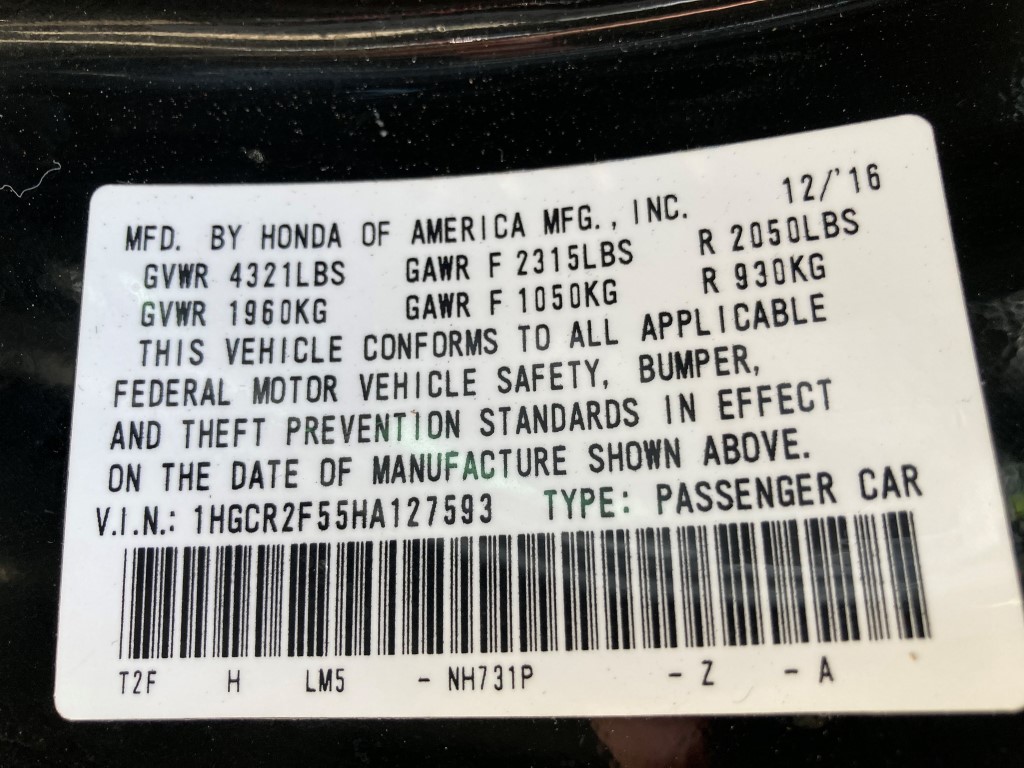 12/'16
MFD. BY HONDA OF AMERICA MFG., INC.
GVWR 4321LBS GAWR F 2315LBS R 2050LBS
GVWR 1960KG GAWR F 1050KG R 930KG
THIS VEHICLE CONFORMS TO ALL APPLICABLE
FEDERAL MOTOR VEHICLE SAFETY, BUMPER,
AND THEFT PREVENTION STANDARDS IN EFFECT
ON THE DATE OF MANUFACTURE SHOWN ABOVE.
V.I.N.: 1HGCR2F55HA127593 TYPE: PASSENGER CAR
T2F H LM5 - NH731P - Z - A